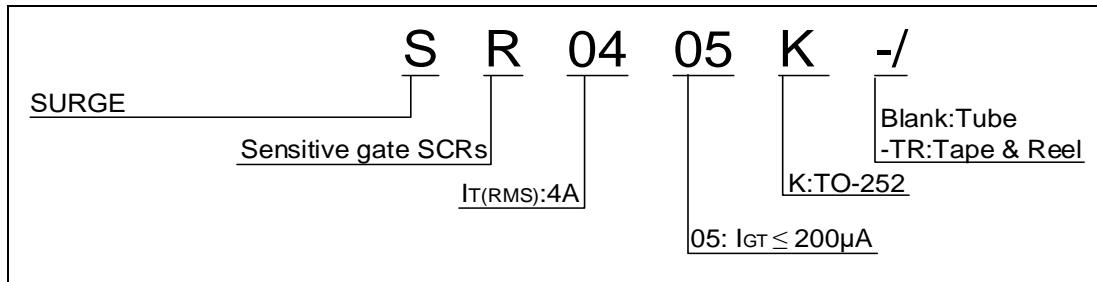 S R 04 05 K -/
SURGE
Sensitive gate SCRs
IT(RMS):4A
05: IGT ≤ 200µA
K:TO-252
Blank:Tube
-TR:Tape & Reel